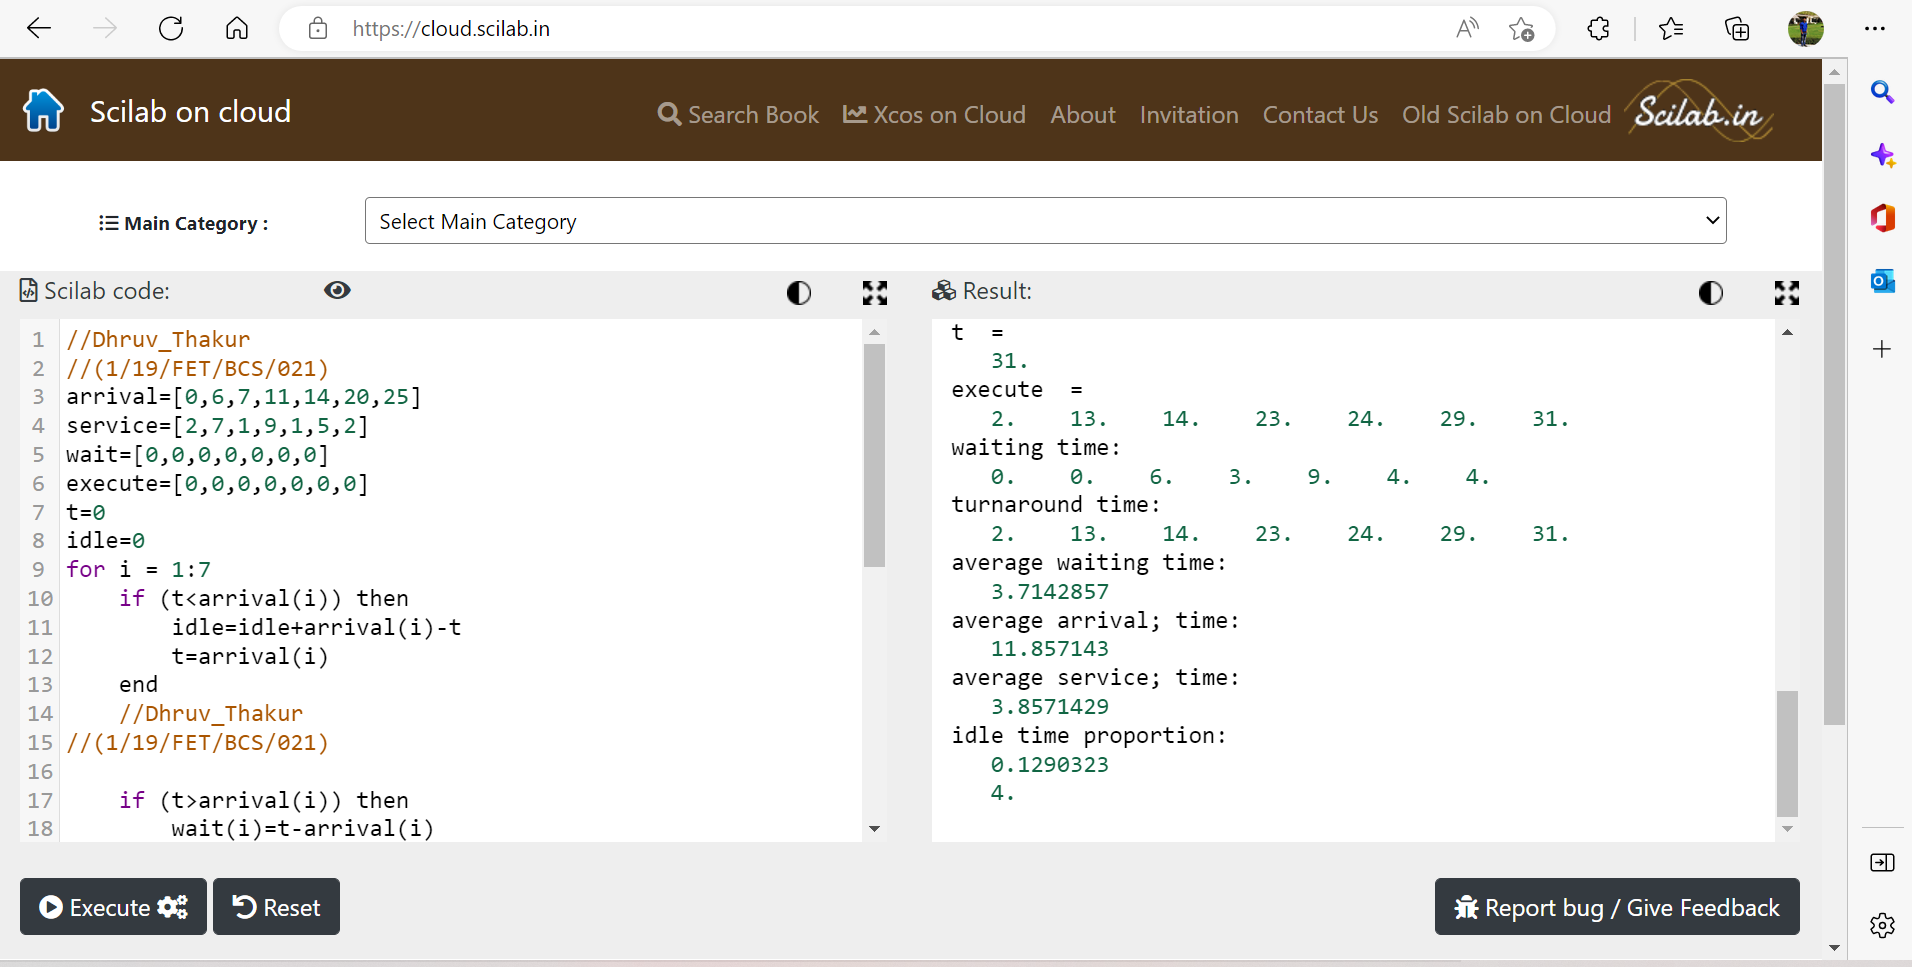 https://cloud.scilab.in
Scilab on cloud
Search Book Xcos on Cloud About Invitation Contact Us Old Scilab on Cloud Scilab.in
Main Category :
Select Main Category
Scilab code:
1 //Dhruv_Thakur
2 //(1/19/FET/BCS/021)
3 arrival=[0,6,7,11,14,20,25]
4 service=[2,7,1,9,1,5,2]
5 wait=[0,0,0,0,0,0,0]
6 execute=[0,0,0,0,0,0,0]
7 t=0
8 idle=0
9 for i = 1:7
10 if (t<arrival(i)) then
11 idle=idle+arrival(i)-t
12 t=arrival(i)
13 end
14 //Dhruv_Thakur
15 //(1/19/FET/BCS/021)
16
17 if (t>arrival(i)) then
18 wait(i)=t-arrival(i)
Result:
t =
31.
execute =
2. 13. 14. 23. 24. 29. 31.
waiting time:
0. 0. 6. 3. 9. 4. 4.
turnaround time:
2. 13. 14. 23. 24. 29. 31.
average waiting time:
3.7142857
average arrival; time:
11.857143
average service; time:
3.8571429
idle time proportion:
0.1290323
4.
Execute
Reset
Report bug / Give Feedback